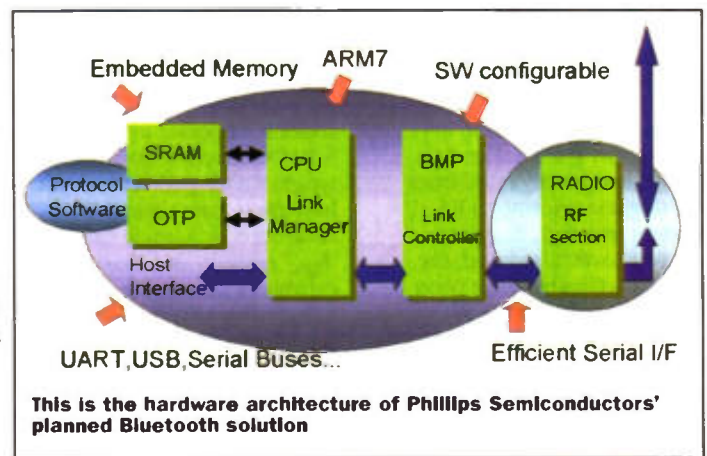 Embedded Memory
ARM7
SW configurable
SRAM
OTP
Protocol
Software
CPU
Link
Manager
BMP
Link
Controller
RADIO
RF
section
Host
Interface
UART,USB,Serial Buses...
Efficient Serial I/F
This is the hardware architecture of Phillips Semiconductors'
planned Bluetooth solution